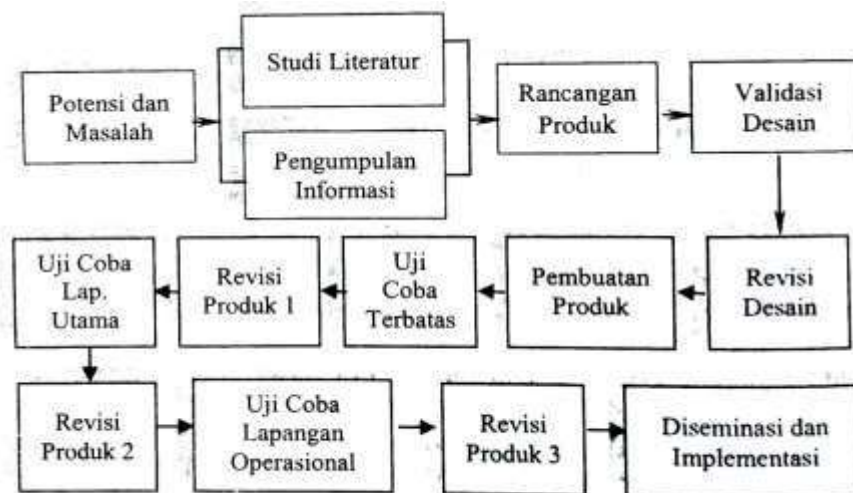 Potensi dan
Masalah
Studi Literatur
Pengumpulan
Informasi
Rancangan
Produk
Validasi
Desain
Revisi
Desain
Pembuatan
Produk
Uji
Coba
Terbatas
Revisi
Produk 1
Uji Coba
Lap.
Utama
Revisi
Produk 2
Uji Coba
Lapangan
Operasional
Revisi
Produk 3
Diseminasi dan
Implementasi